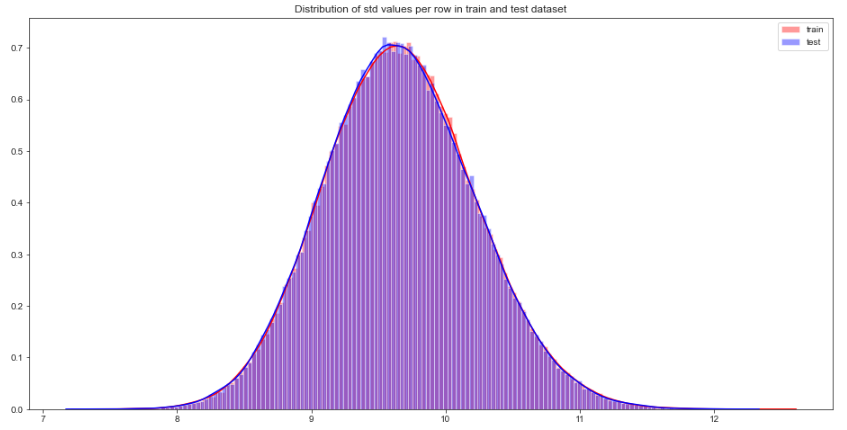 Distribution of std values per row in train and test dataset
train
test
0.7
0.6
0.5
0.4
0.3
0.2
0.1
0.0
7 8 9 10 11 12